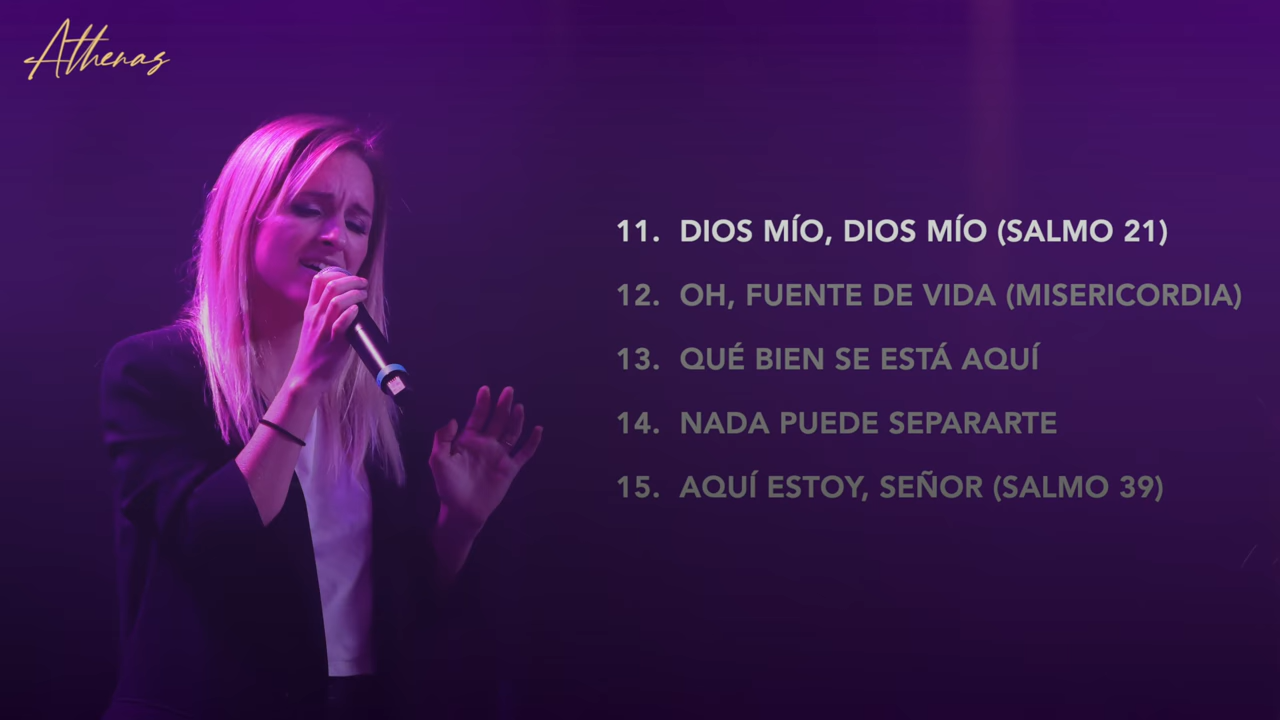 Athenas
11. DIOS MÍO, DIOS MÍO (SALMO 21)
12. OH, FUENTE DE VIDA (MISERICORDIA)
13. QUÉ BIEN SE ESTÁ AQUÍ
14. NADA PUEDE SEPARARTE
15. AQUÍ ESTOY, SEÑOR (SALMO 39)